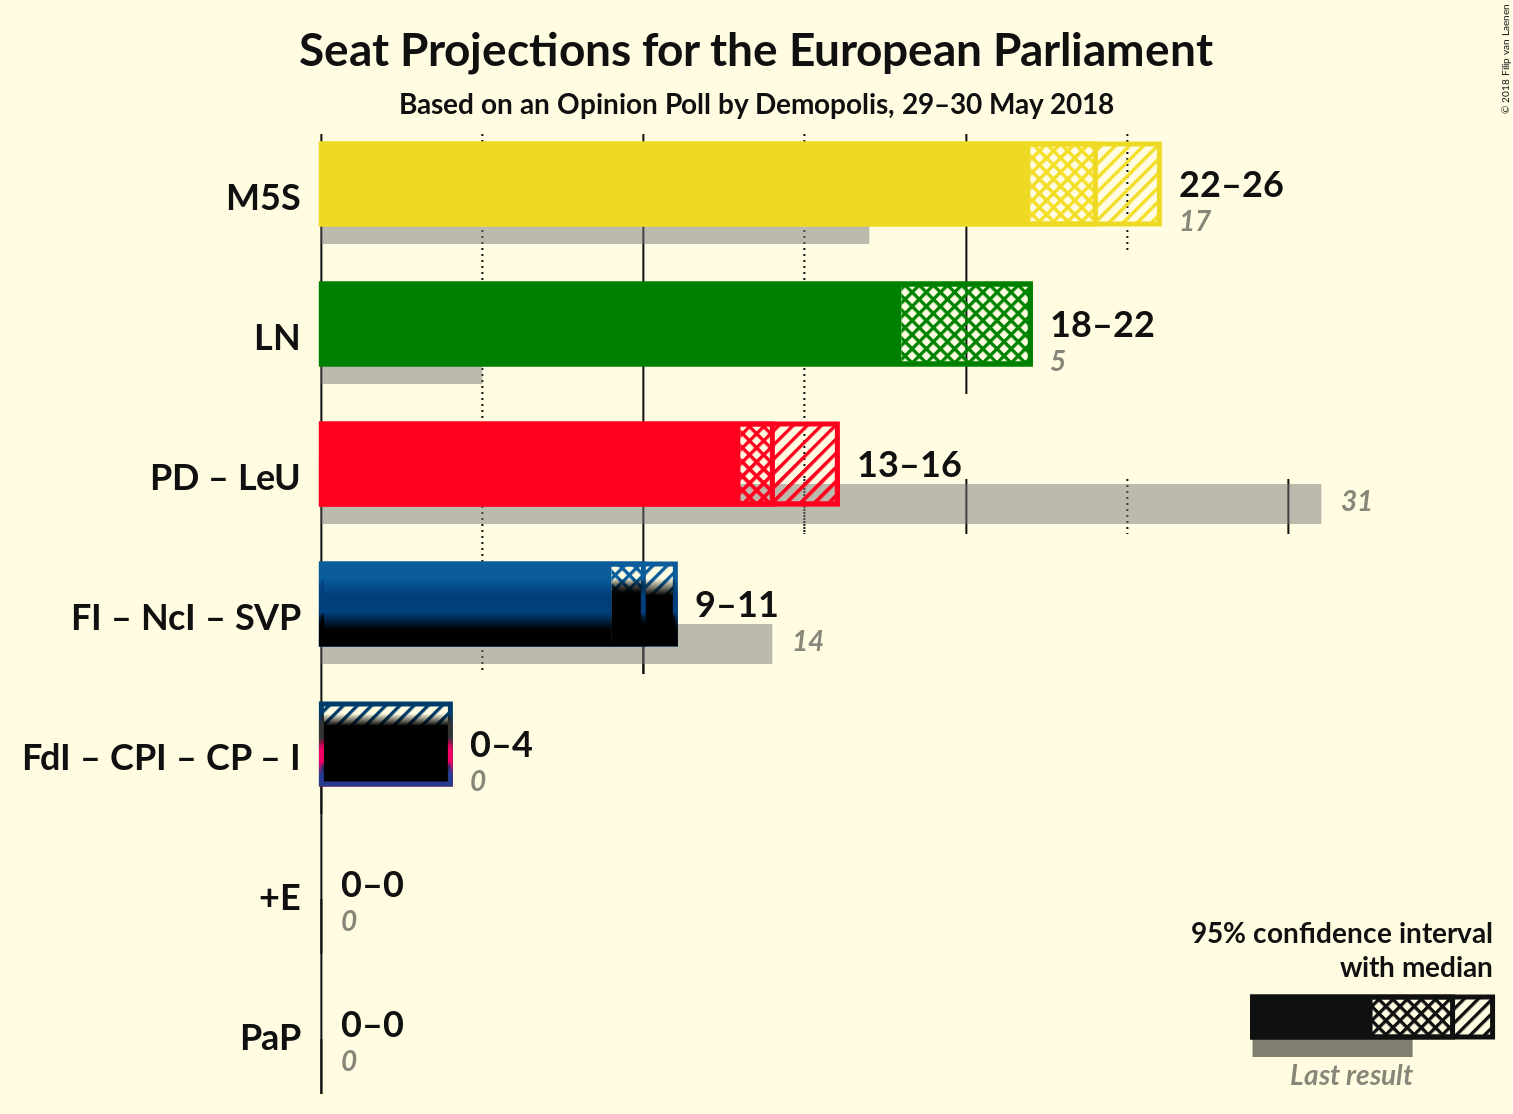 Seat Projections for the European Parliament
Based on an Opinion Poll by Demopolis, 29–30 May 2018
© 2018 Filip van Laenen
M5S
22–26
17
LN
18–22
5
PD – LeU
13–16
31
FI – NcI – SVP
9–11
14
FdI – CPI – CP – I
0–4
0
+E
0–0
0
PaP
0–0
0
95% confidence interval
with median
Last result